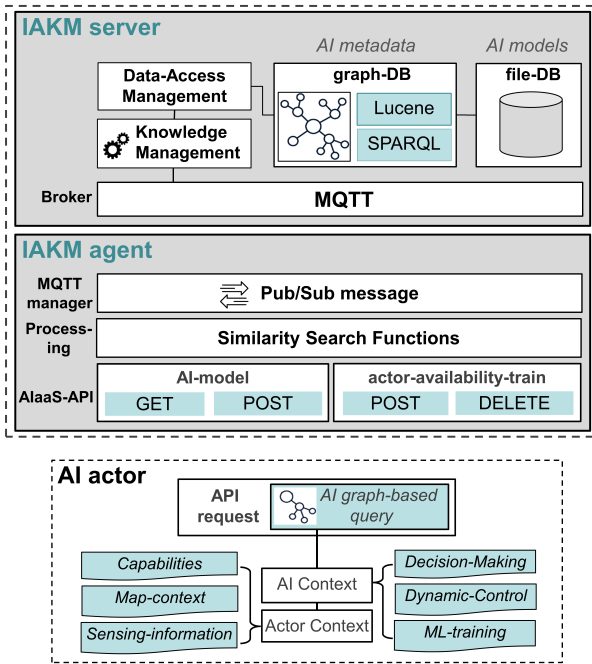 IAKM server
AI metadata
AI models
Data-Access
Management
graph-DB
Lucene
SPARQL
file-DB
Knowledge
Management
Broker
MQTT
IAKM agent
MQTT
manager
Pub/Sub message
Process-
ing
Similarity Search Functions
AIaaS-API
AI-model
GET
POST
actor-availability-train
POST
DELETE
AI actor
API
request
AI graph-based
query
Capabilities
Map-context
Sensing-information
AI Context
Actor Context
Decision-Making
Dynamic-Control
ML-training